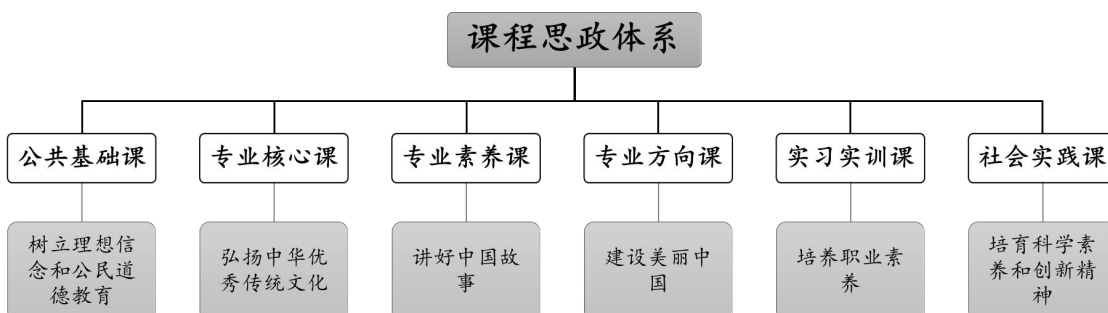 课程思政体系
公共基础课
专业核心课
专业素养课
专业方向课
实习实训课
社会实践课
树立理想信
念和公民道
德教育
弘扬中华优
秀传统文化
讲好中国故
事
建设美丽中
国
培养职业素
养
培育科学素
养和创新精
神